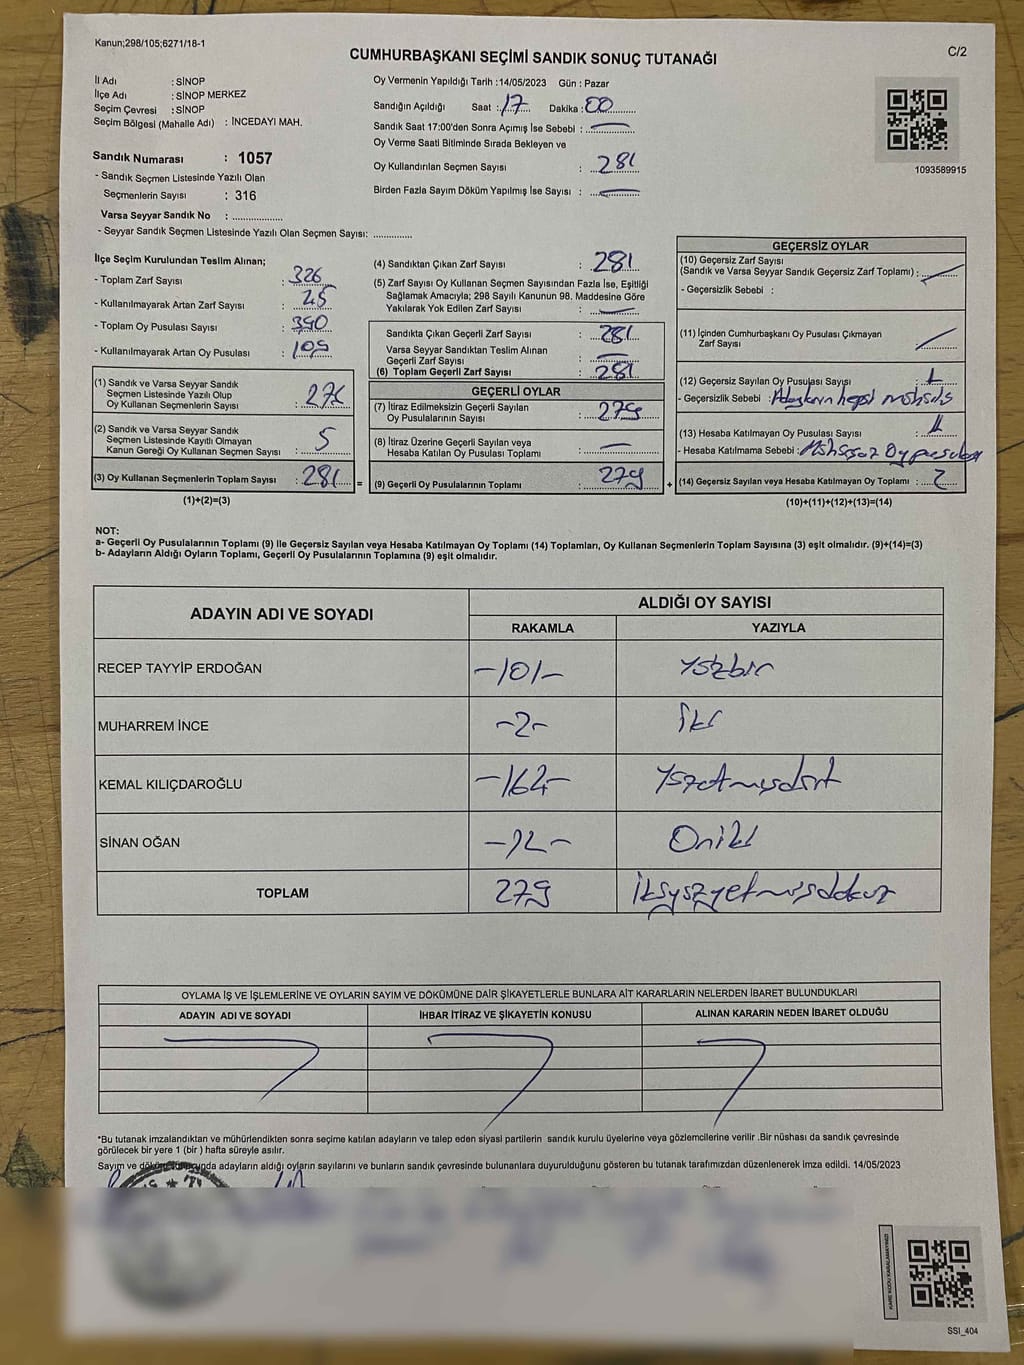 Kanun;298/105;6271/18-1
C/2
CUMHURBAŞKANI SEÇİMİ SANDIK SONUÇ TUTANAĞI
İl Adı : SİNOP
İlçe Adı : SİNOP MERKEZ
Seçim Çevresi : SİNOP
Seçim Bölgesi (Mahalle Adı) : İNCEDAYI MAH.
Sandık Numarası : 1057
- Sandık Seçmen Listesinde Yazılı Olan
Seçmenlerin Sayısı : 316
Varsa Seyyar Sandık No : ..............
- Seyyar Sandık Seçmen Listesinde Yazılı Olan Seçmen Sayısı: ............
Oy Vermenin Yapıldığı Tarih :14/05/2023 Gün : Pazar
Sandığın Açıldığı Saat : 17 Dakika : 00
Sandık Saat 17:00'den Sonra Açımış İse Sebebi : —
Oy Verme Saati Bitiminde Sırada Bekleyen ve
Oy Kullandırılan Seçmen Sayısı : 281
Birden Fazla Sayım Döküm Yapılmış İse Sayısı : —
1093589915
İlçe Seçim Kurulundan Teslim Alınan;
- Toplam Zarf Sayısı : 326
- Kullanılmayarak Artan Zarf Sayısı : 45
- Toplam Oy Pusulası Sayısı : 390
- Kullanılmayarak Artan Oy Pusulası : 109
(1) Sandık ve Varsa Seyyar Sandık
Seçmen Listesinde Yazılı Olup
Oy Kullanan Seçmenlerin Sayısı : 276
(2) Sandık ve Varsa Seyyar Sandık
Seçmen Listesinde Kayıtlı Olmayan
Kanun Gereği Oy Kullanan Seçmen Sayısı : 5
(3) Oy Kullanan Seçmenlerin Toplam Sayısı : 281 =
(1)+(2)=(3)
(4) Sandıktan Çıkan Zarf Sayısı : 281
(5) Zarf Sayısı Oy Kullanan Seçmen Sayısından Fazla İse, Eşitliği
Sağlamak Amacıyla; 298 Sayılı Kanunun 98. Maddesine Göre
Yakılarak Yok Edilen Zarf Sayısı : —
Sandıkta Çıkan Geçerli Zarf Sayısı : 281
Varsa Seyyar Sandıktan Teslim Alınan
Geçerli Zarf Sayısı : —
(6) Toplam Geçerli Zarf Sayısı : 281
GEÇERLİ OYLAR
(7) İtiraz Edilmeksizin Geçerli Sayılan
Oy Pusulalarının Sayısı : 279
(8) İtiraz Üzerine Geçerli Sayılan veya
Hesaba Katılan Oy Pusulası Toplamı : —
(9) Geçerli Oy Pusulalarının Toplamı : 279 +
GEÇERSİZ OYLAR
(10) Geçersiz Zarf Sayısı
(Sandık ve Varsa Seyyar Sandık Geçersiz Zarf Toplamı) : —
- Geçersizlik Sebebi :
(11) İçinden Cumhurbaşkanı Oy Pusulası Çıkmayan
Zarf Sayısı : —
(12) Geçersiz Sayılan Oy Pusulası Sayısı : 1
- Geçersizlik Sebebi : Adayların hepsi mühürlü
(13) Hesaba Katılmayan Oy Pusulası Sayısı : 1
- Hesaba Katılmama Sebebi : Mühürsüz Oy pusulası
(14) Geçersiz Sayılan veya Hesaba Katılmayan Oy Toplamı : 2
(10)+(11)+(12)+(13)=(14)
NOT:
a- Geçerli Oy Pusulalarının Toplamı (9) İle Geçersiz Sayılan veya Hesaba Katılmayan Oy Toplamı (14) Toplamları, Oy Kullanan Seçmenlerin Toplam Sayısına (3) eşit olmalıdır. (9)+(14)=(3)
b- Adayların Aldığı Oyların Toplamı, Geçerli Oy Pusulalarının Toplamına (9) eşit olmalıdır.
ADAYIN ADI VE SOYADI
ALDIĞI OY SAYISI
RAKAMLA YAZIYLA
RECEP TAYYİP ERDOĞAN -101- Yüzbir
MUHARREM İNCE -2- İki
KEMAL KILIÇDAROĞLU -164- Yüzatmışdört
SİNAN OĞAN -12- Oniki
TOPLAM 279 İkiyüzyetmişdokuz
OYLAMA İŞ VE İŞLEMLERİNE VE OYLARIN SAYIM VE DÖKÜMÜNE DAİR ŞİKAYETLERLE BUNLARA AİT KARARLARIN NELERDEN İBARET BULUNDUKLARI
ADAYIN ADI VE SOYADI İHBAR İTİRAZ VE ŞİKAYETİN KONUSU ALINAN KARARIN NEDEN İBARET OLDUĞU
*Bu tutanak imzalandıktan ve mühürlendikten sonra seçime katılan adayların ve talep eden siyasi partilerin sandık kurulu üyelerine veya gözlemcilerine verilir .Bir nüshası da sandık çevresinde
görülecek bir yere 1 (bir ) hafta süreyle asılır.
Sayım ve dökümünda adayların aldığı oyların sayılarını ve bunların sandık çevresinde bulunanlara duyurulduğunu gösteren bu tutanak tarafımızdan düzenlenerek imza edildi. 14/05/2023
KARE KODU KARALAMAYINIZ!
SSI_404